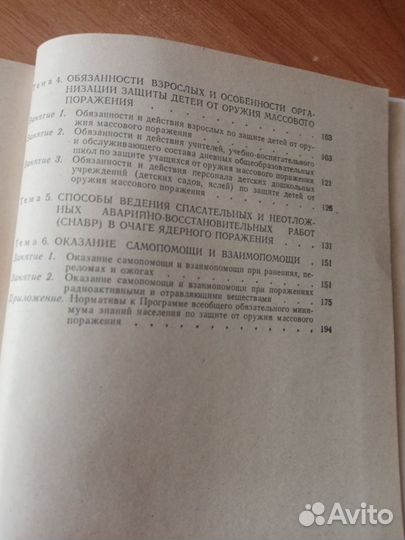 Тема 4. ОБЯЗАННОСТИ ВЗРОСЛЫХ И ОСОБЕННОСТИ ОРГА-
НИЗАЦИИ ЗАЩИТЫ ДЕТЕЙ ОТ ОРУЖИЯ МАССОВОГО
ПОРАЖЕНИЯ . . . . . . . . . . 103
Занятие 1. Обязанности и действия взрослых по защите детей от ору-
жия массового поражения . . . . . . . 103
Занятие 2. Обязанности и действия учителей, учебно-воспитательного
и обслуживающего состава дневных общеобразовательных
школ по защите учащихся от оружия массового поражения 121
Занятие 3. Обязанности и действия персонала детских дошкольных
учреждений (детских садов, яслей) по защите детей от
оружия массового поражения . . . . . . . 126
Тема 5. СПОСОБЫ ВЕДЕНИЯ СПАСАТЕЛЬНЫХ И НЕОТЛОЖ-
НЫХ АВАРИЙНО-ВОССТАНОВИТЕЛЬНЫХ РАБОТ
(СНАВР) В ОЧАГЕ ЯДЕРНОГО ПОРАЖЕНИЯ . . . 131
Тема 6. ОКАЗАНИЕ САМОПОМОЩИ И ВЗАИМОПОМОЩИ . 151
Занятие 1. Оказание самопомощи и взаимопомощи при ранениях, пе-
реломах и ожогах . . . . . . . . . 151
Занятие 2. Оказание самопомощи и взаимопомощи при поражениях
радиоактивными и отравляющими веществами . . . 175
Приложение. Нормативы к Программе всеобщего обязательного мини-
мума знаний населения по защите от оружия массового
поражения . . . . . . . . . . 194
Avito